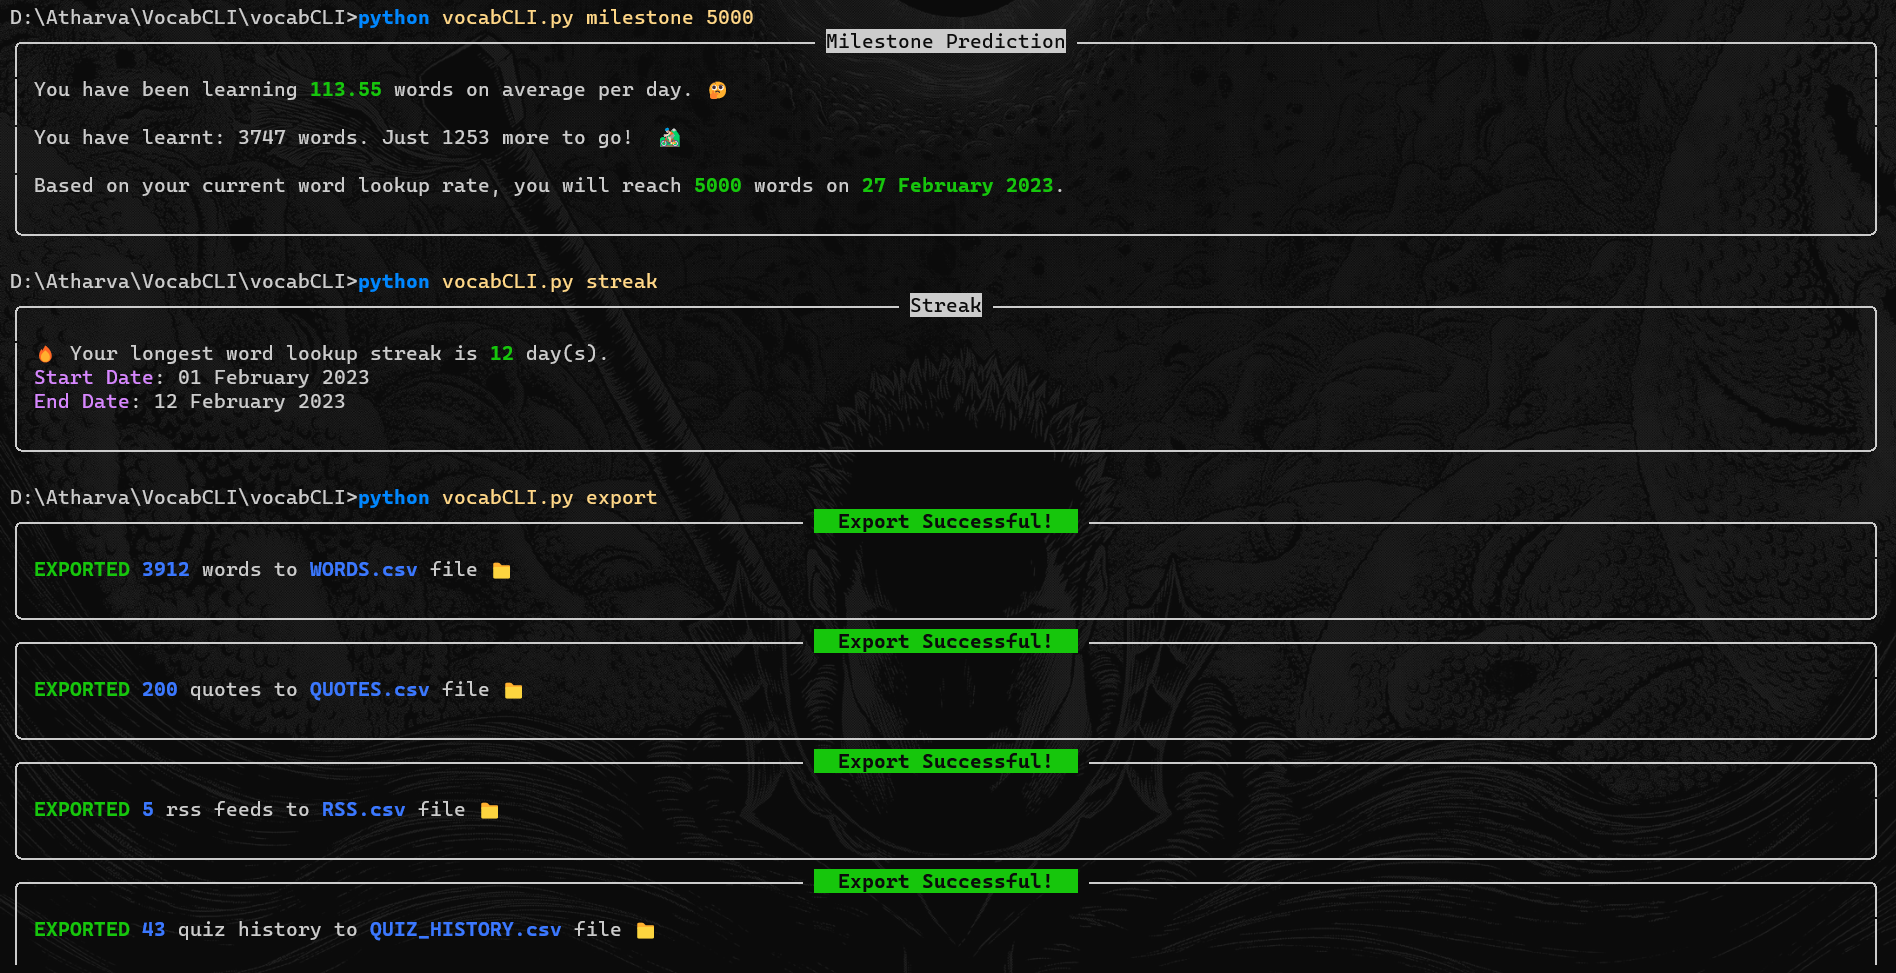 D:\Atharva\VocabCLI\vocabCLI>python vocabCLI.py milestone 5000
Milestone Prediction
You have been learning 113.55 words on average per day. 🤔
You have learnt: 3747 words. Just 1253 more to go!
Based on your current word lookup rate, you will reach 5000 words on 27 February 2023.
D:\Atharva\VocabCLI\vocabCLI>python vocabCLI.py streak
Streak
🔥 Your longest word lookup streak is 12 day(s).
Start Date: 01 February 2023
End Date: 12 February 2023
D:\Atharva\VocabCLI\vocabCLI>python vocabCLI.py export
Export Successful!
EXPORTED 3912 words to WORDS.csv file 📁
Export Successful!
EXPORTED 200 quotes to QUOTES.csv file 📁
Export Successful!
EXPORTED 5 rss feeds to RSS.csv file 📁
Export Successful!
EXPORTED 43 quiz history to QUIZ_HISTORY.csv file 📁